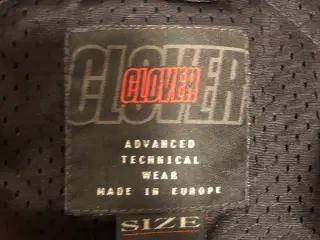 CLOVER
CLOVER
ADVANCED
TECHNICAL
WEAR
MADE IN EUROPE
SIZE